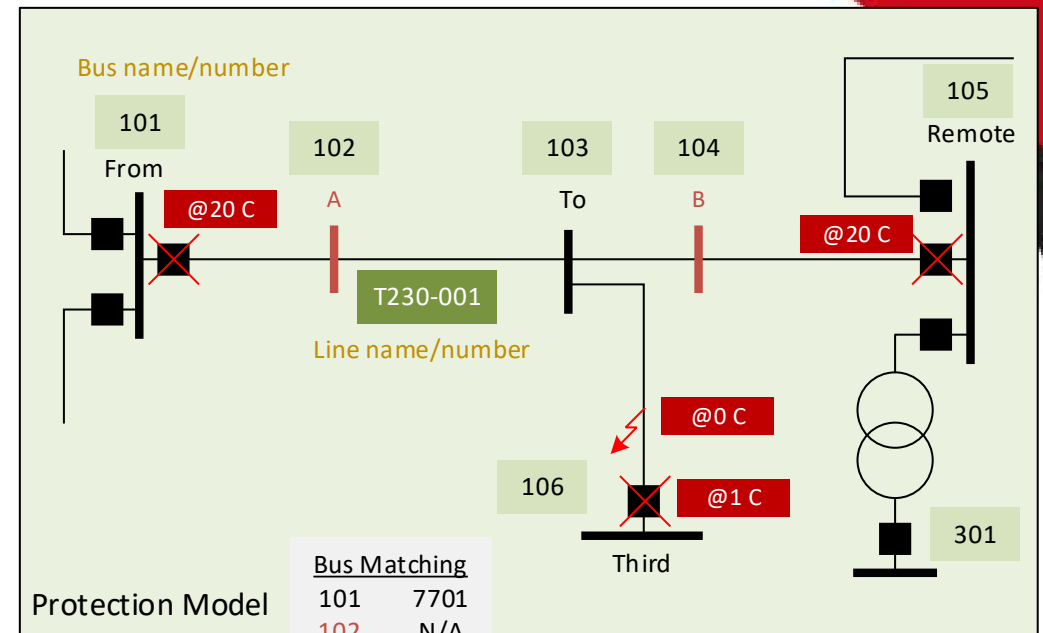 Bus name/number
101
From
@20 C
102
A
103
To
104
B
105
Remote
@20 C
T230-001
Line name/number
@0 C
106
@1 C
Third
301
Bus Matching
101 7701
102 N/A
Protection Model